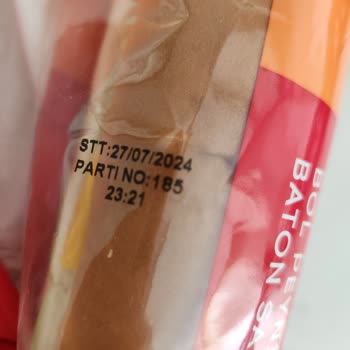 STT:27/07/2024
PARTI NO:185
23:21
BOL PEYN
BATON SA